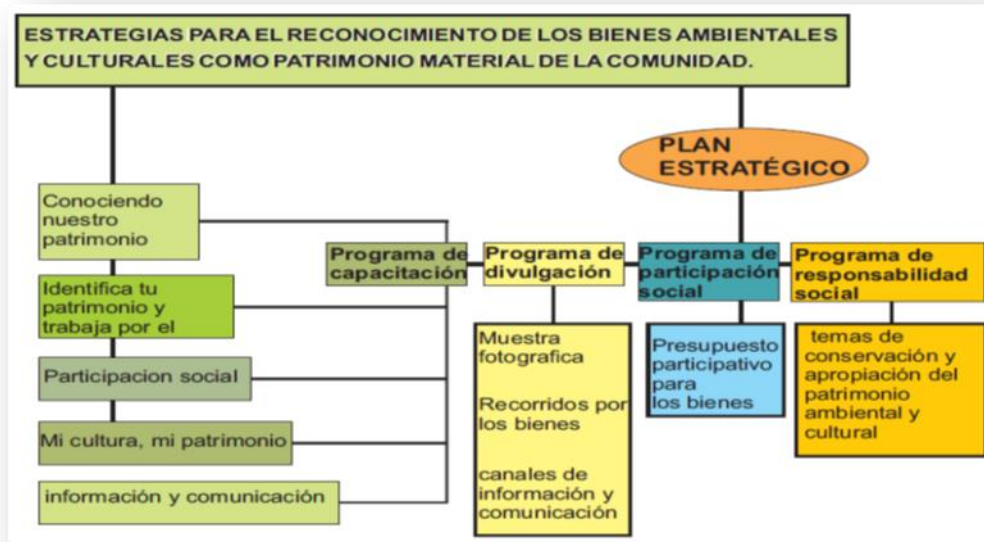 ESTRATEGIAS PARA EL RECONOCIMIENTO DE LOS BIENES AMBIENTALES
Y CULTURALES COMO PATRIMONIO MATERIAL DE LA COMUNIDAD.
PLAN
ESTRATÉGICO
Conociendo
nuestro
patrimonio
Identifica tu
patrimonio y
trabaja por el
Participacion social
Mi cultura, mi patrimonio
información y comunicación
Programa de
capacitación
Programa de
divulgación
Programa de
participación
social
Programa de
responsabilidad
social
Muestra
fotografica
Recorridos por
los bienes
canales de
información y
comunicación
Presupuesto
participativo
para
los bienes
temas de
conservación y
apropiación del
patrimonio
ambiental y
cultural